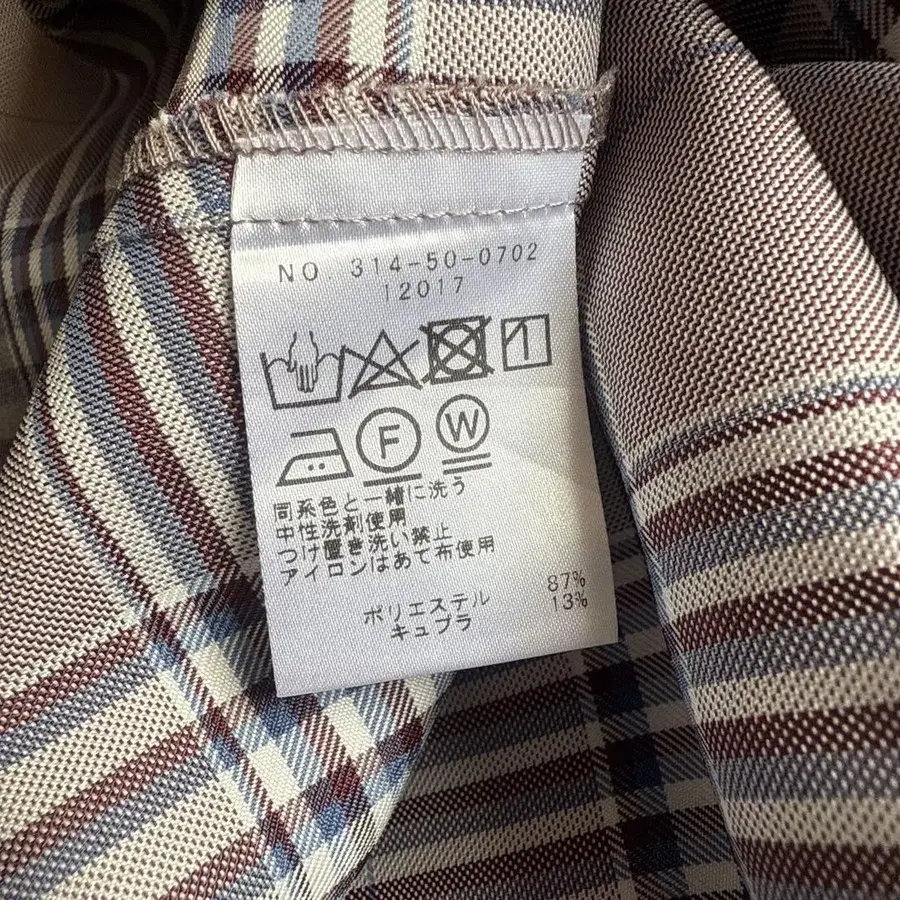 NO. 314-50-0702
12017
F W
同系色と一緒に洗う
中性洗剤使用
つけ置き洗い禁止
アイロンはあて布使用
ポリエステル 87%
キュプラ 13%